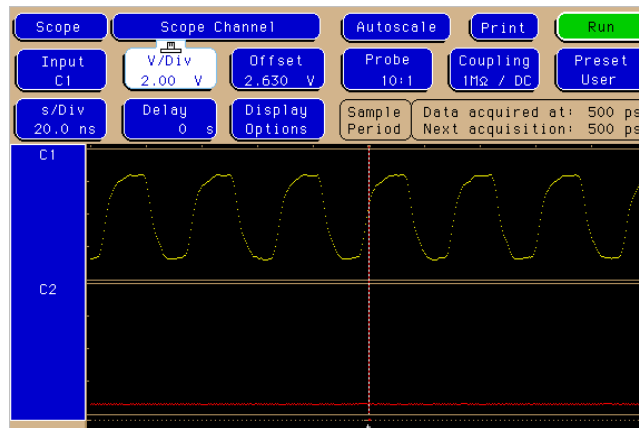 Scope Scope Channel Autoscale Print Run
Input V/Div Offset Probe Coupling Preset
C1 2.00 V 2.630 V 10:1 1MΩ / DC User
s/Div Delay Display Sample Data acquired at: 500 ps
20.0 ns 0 s Options Period Next acquisition: 500 ps
C1
C2